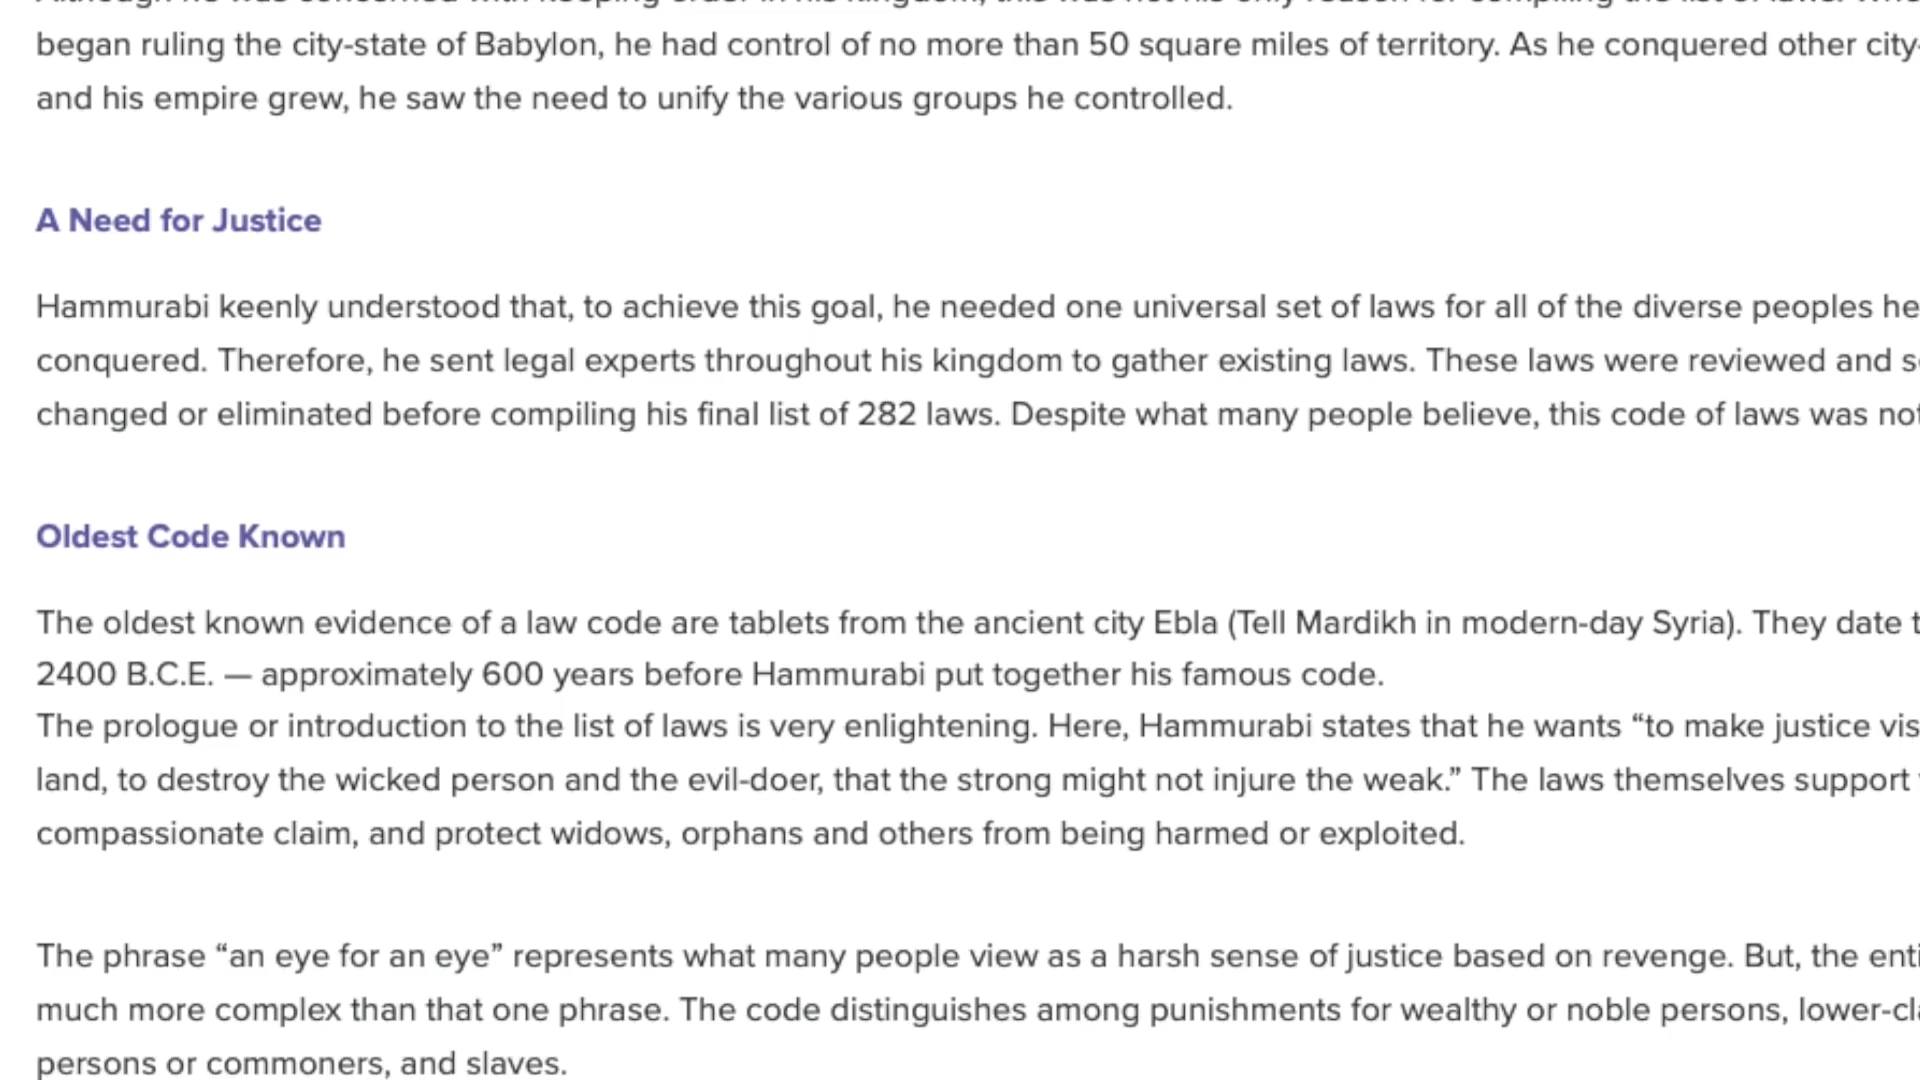 began ruling the city-state of Babylon, he had control of no more than 50 square miles of territory. As he conquered other city-
and his empire grew, he saw the need to unify the various groups he controlled.
A Need for Justice
Hammurabi keenly understood that, to achieve this goal, he needed one universal set of laws for all of the diverse peoples he
conquered. Therefore, he sent legal experts throughout his kingdom to gather existing laws. These laws were reviewed and
changed or eliminated before compiling his final list of 282 laws. Despite what many people believe, this code of laws was not
Oldest Code Known
The oldest known evidence of a law code are tablets from the ancient city Ebla (Tell Mardikh in modern-day Syria). They date
2400 B.C.E. — approximately 600 years before Hammurabi put together his famous code.
The prologue or introduction to the list of laws is very enlightening. Here, Hammurabi states that he wants “to make justice
land, to destroy the wicked person and the evil-doer, that the strong might not injure the weak.” The laws themselves support
compassionate claim, and protect widows, orphans and others from being harmed or exploited.
The phrase “an eye for an eye” represents what many people view as a harsh sense of justice based on revenge. But, the
much more complex than that one phrase. The code distinguishes among punishments for wealthy or noble persons,
persons or commoners, and slaves.